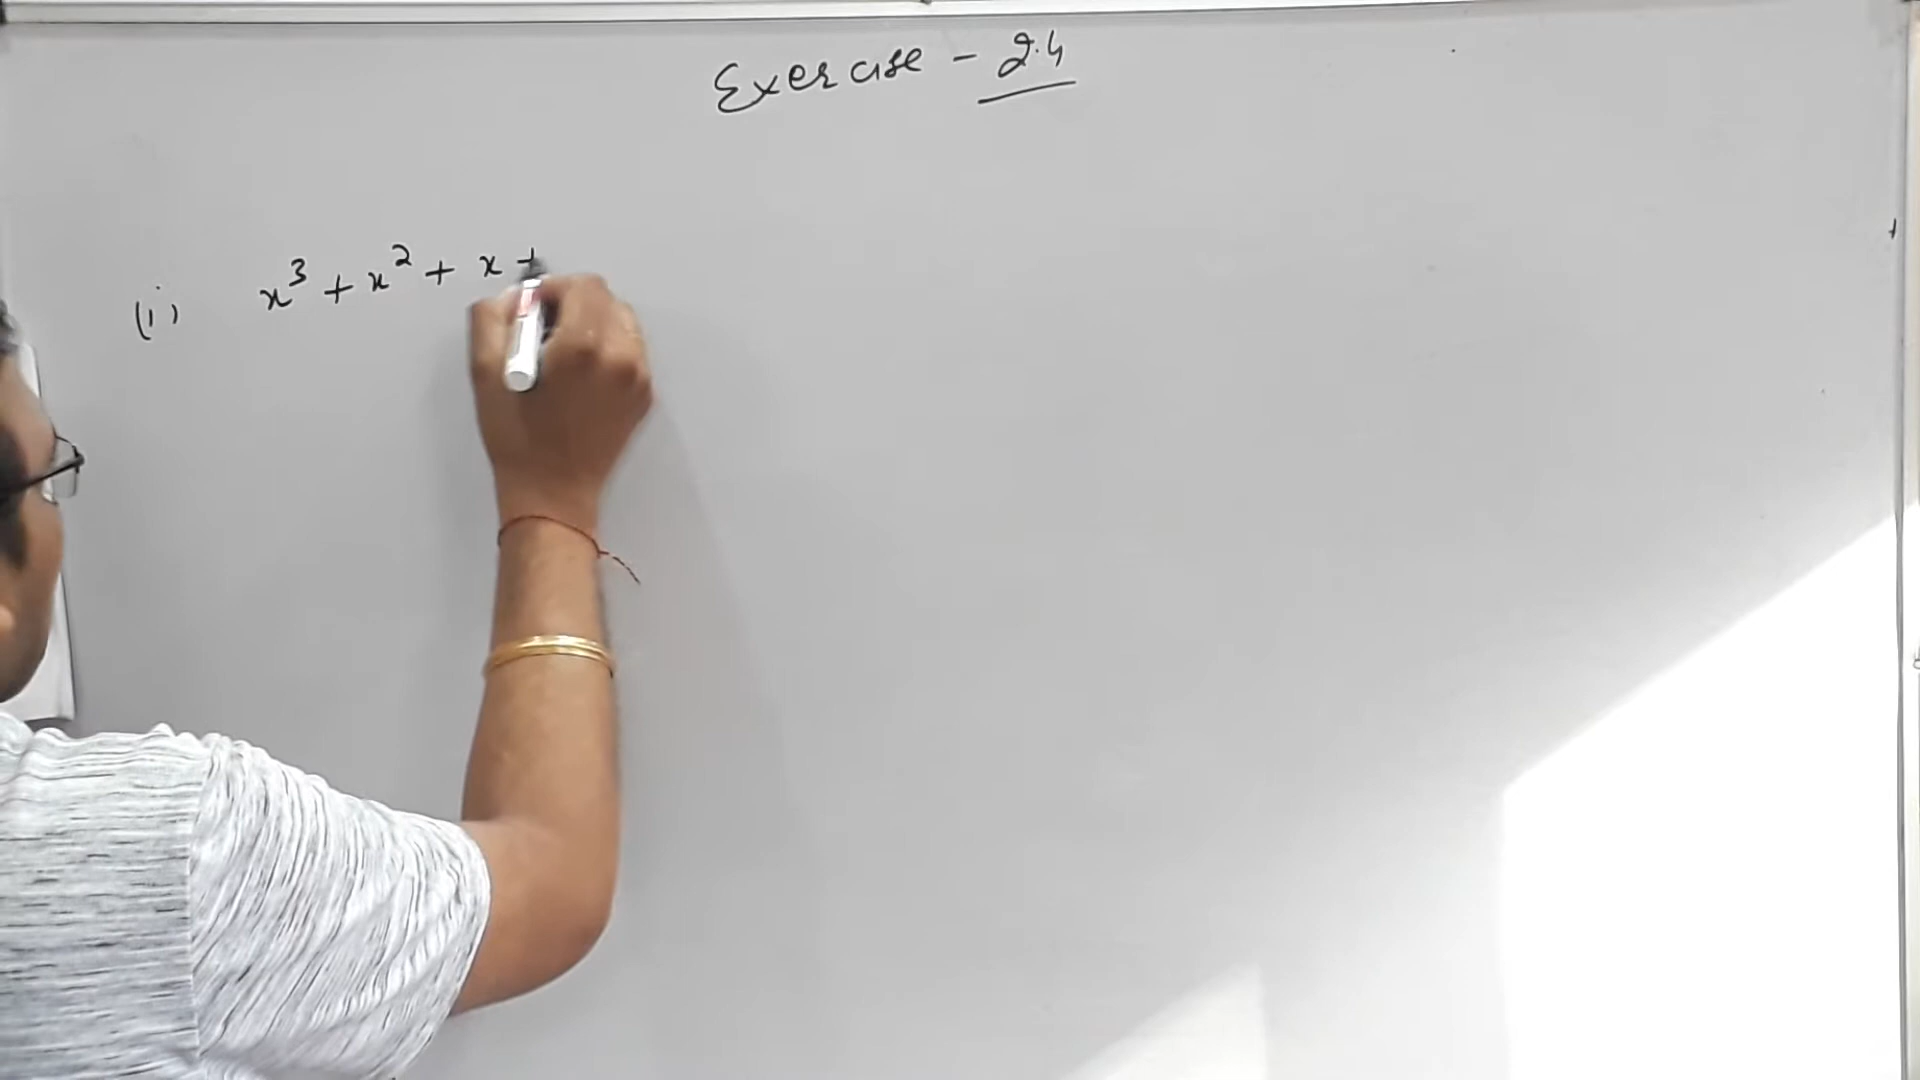 Exercise - 2.4
(i) x³ + x² + x +